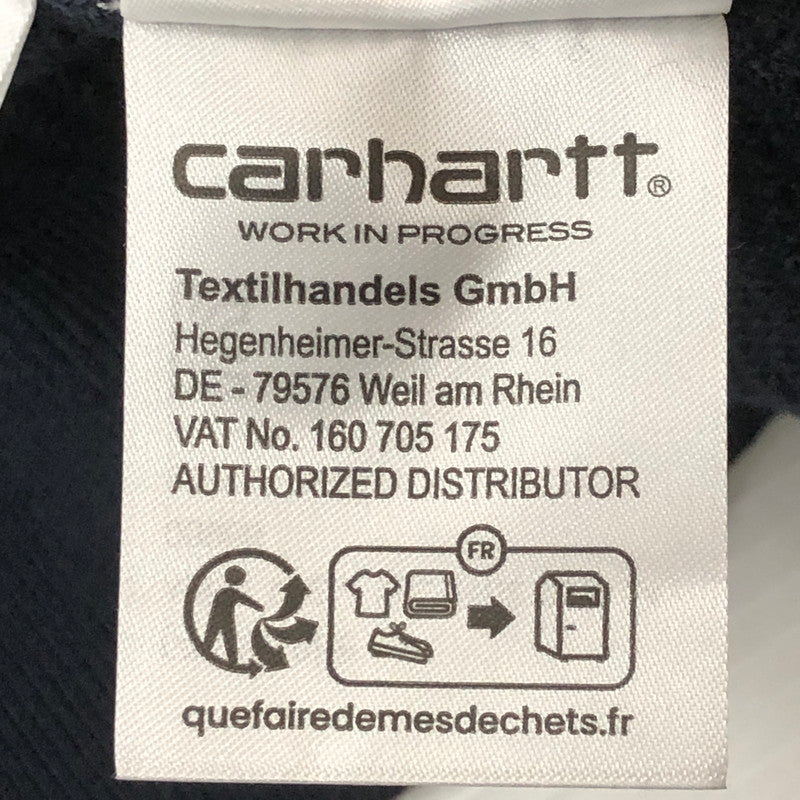 carhartt®
WORK IN PROGRESS
Textilhandels GmbH
Hegenheimer-Strasse 16
DE - 79576 Weil am Rhein
VAT No. 160 705 175
AUTHORIZED DISTRIBUTOR
FR
quefairedemesdechets.fr